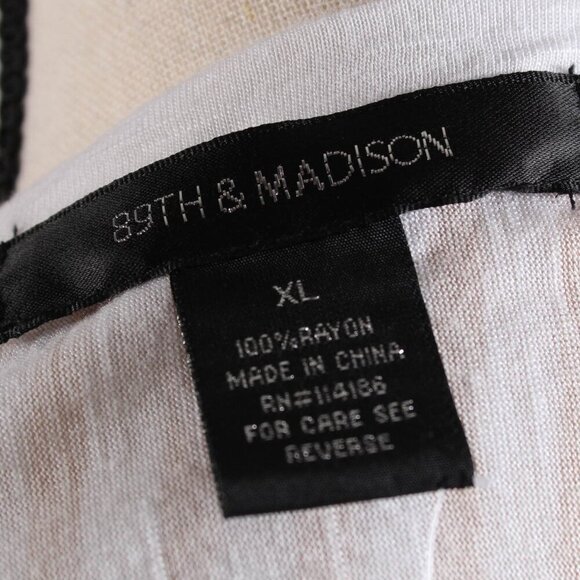 89TH & MADISON
XL
100%RAYON
MADE IN CHINA
RN#114186
FOR CARE SEE
REVERSE